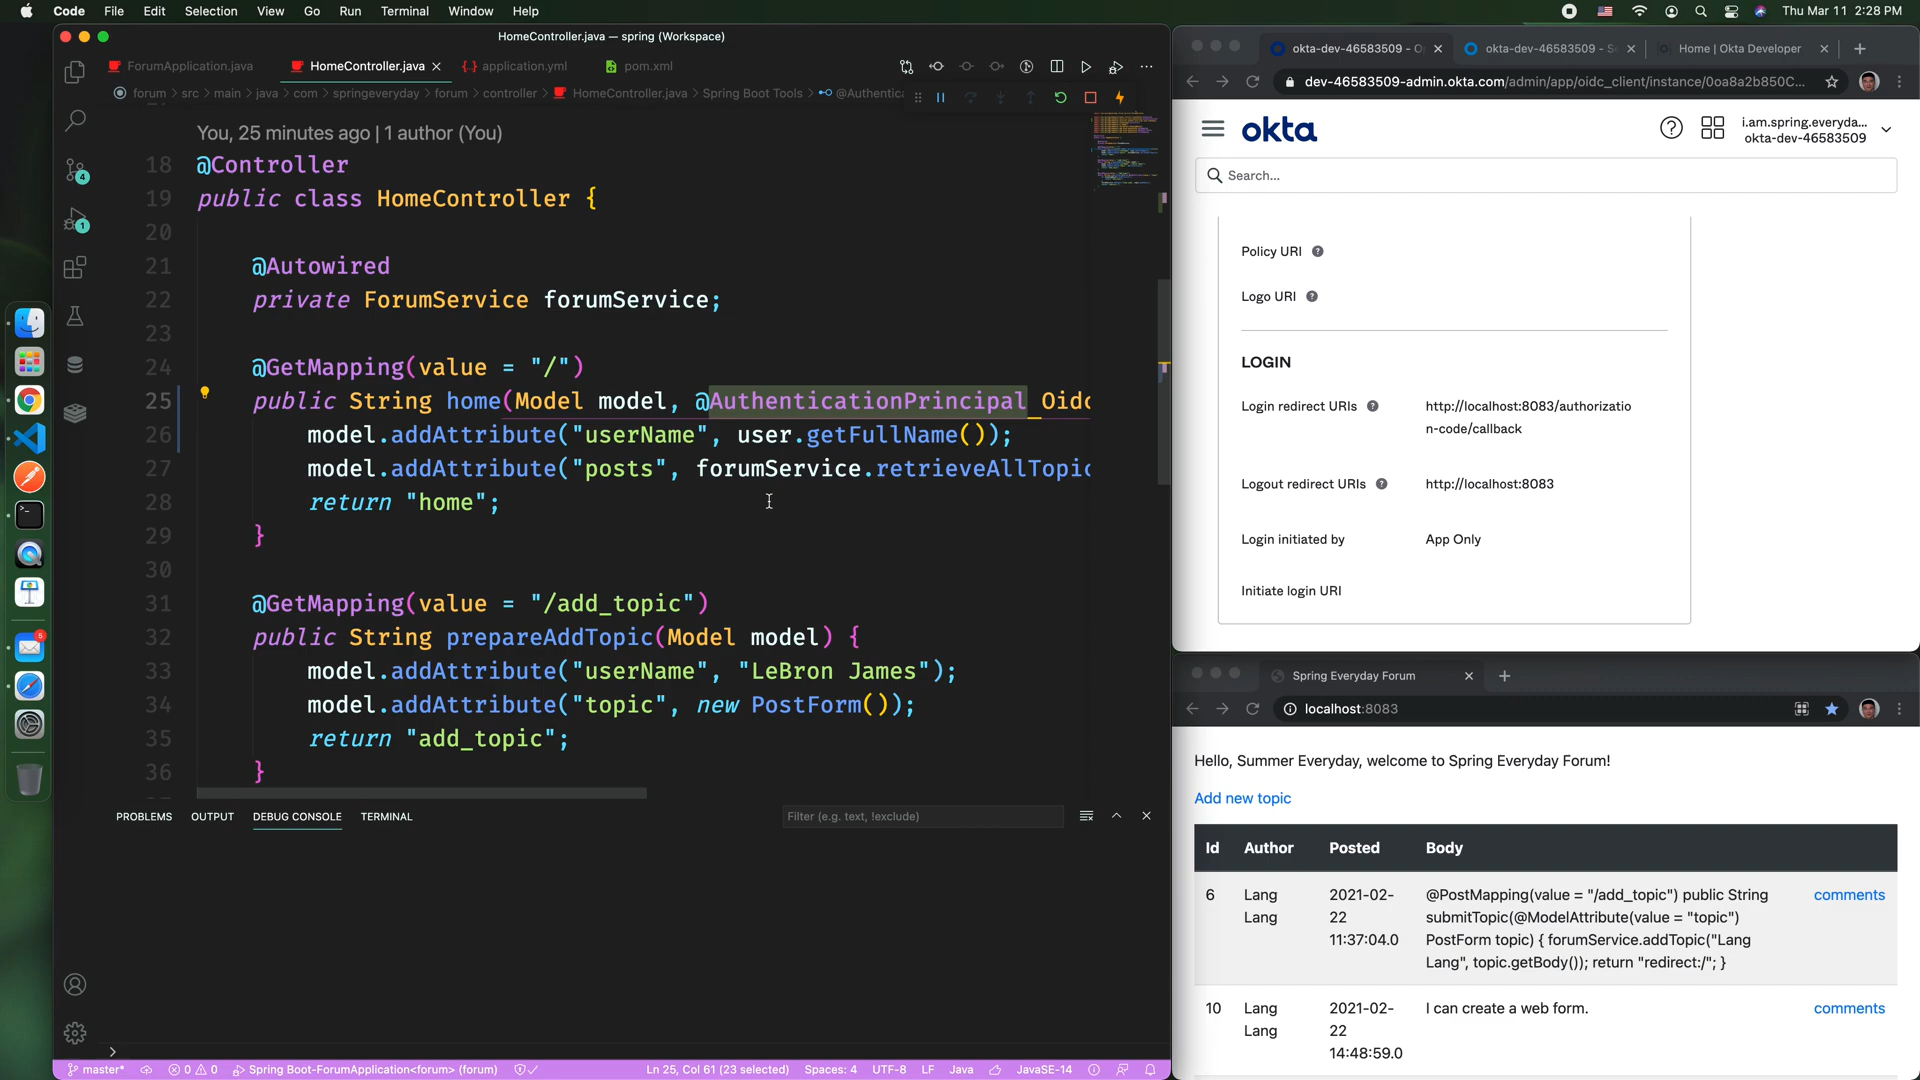 Code File Edit Selection View Go Run Terminal Window Help
Thu Mar 11 2:28 PM
HomeController.java — spring (Workspace)
ForumApplication.java
HomeController.java
application.yml
pom.xml
forum > src > main > java > com > springeveryday > forum > controller > HomeController.java > Spring Boot Tools > @Authentica
You, 25 minutes ago | 1 author (You)
18 @Controller
19 public class HomeController {
20
21 @Autowired
22 private ForumService forumService;
23
24 @GetMapping(value = "/")
25 public String home(Model model, @AuthenticationPrincipal Oidc
26 model.addAttribute("userName", user.getFullName());
27 model.addAttribute("posts", forumService.retrieveAllTopic
28 return "home";
29 }
30
31 @GetMapping(value = "/add_topic")
32 public String prepareAddTopic(Model model) {
33 model.addAttribute("userName", "LeBron James");
34 model.addAttribute("topic", new PostForm());
35 return "add_topic";
36 }
4
1
5
PROBLEMS OUTPUT DEBUG CONSOLE TERMINAL
Filter (e.g. text, !exclude)
master* 0 0 Spring Boot-ForumApplication<forum> (forum)
Ln 25, Col 61 (23 selected) Spaces: 4 UTF-8 LF Java JavaSE-14
okta-dev-46583509 - O
okta-dev-46583509 - S
Home | Okta Developer
dev-46583509-admin.okta.com/admin/app/oidc_client/instance/0oa8a2b850C...
okta
i.am.spring.everyda...
okta-dev-46583509
Search...
Policy URI
Logo URI
LOGIN
Login redirect URIs http://localhost:8083/authorizatio
n-code/callback
Logout redirect URIs http://localhost:8083
Login initiated by App Only
Initiate login URI
Spring Everyday Forum
localhost:8083
Hello, Summer Everyday, welcome to Spring Everyday Forum!
Add new topic
Id Author Posted Body
6 Lang 2021-02- @PostMapping(value = "/add_topic") public String comments
Lang 22 submitTopic(@ModelAttribute(value = "topic")
11:37:04.0 PostForm topic) { forumService.addTopic("Lang
Lang", topic.getBody()); return "redirect:/"; }
10 Lang 2021-02- I can create a web form. comments
Lang 22
14:48:59.0